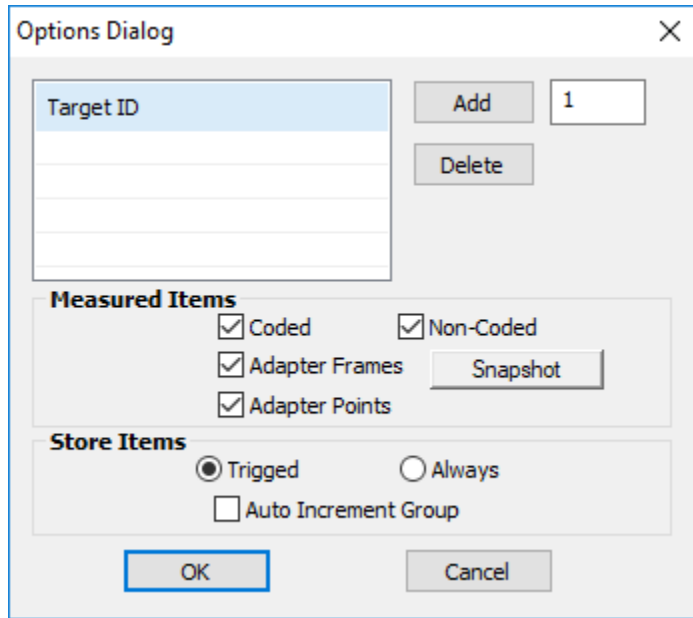 Options Dialog
Target ID
Add
1
Delete
Measured Items
Coded
Non-Coded
Adapter Frames
Snapshot
Adapter Points
Store Items
Trigged
Always
Auto Increment Group
OK
Cancel